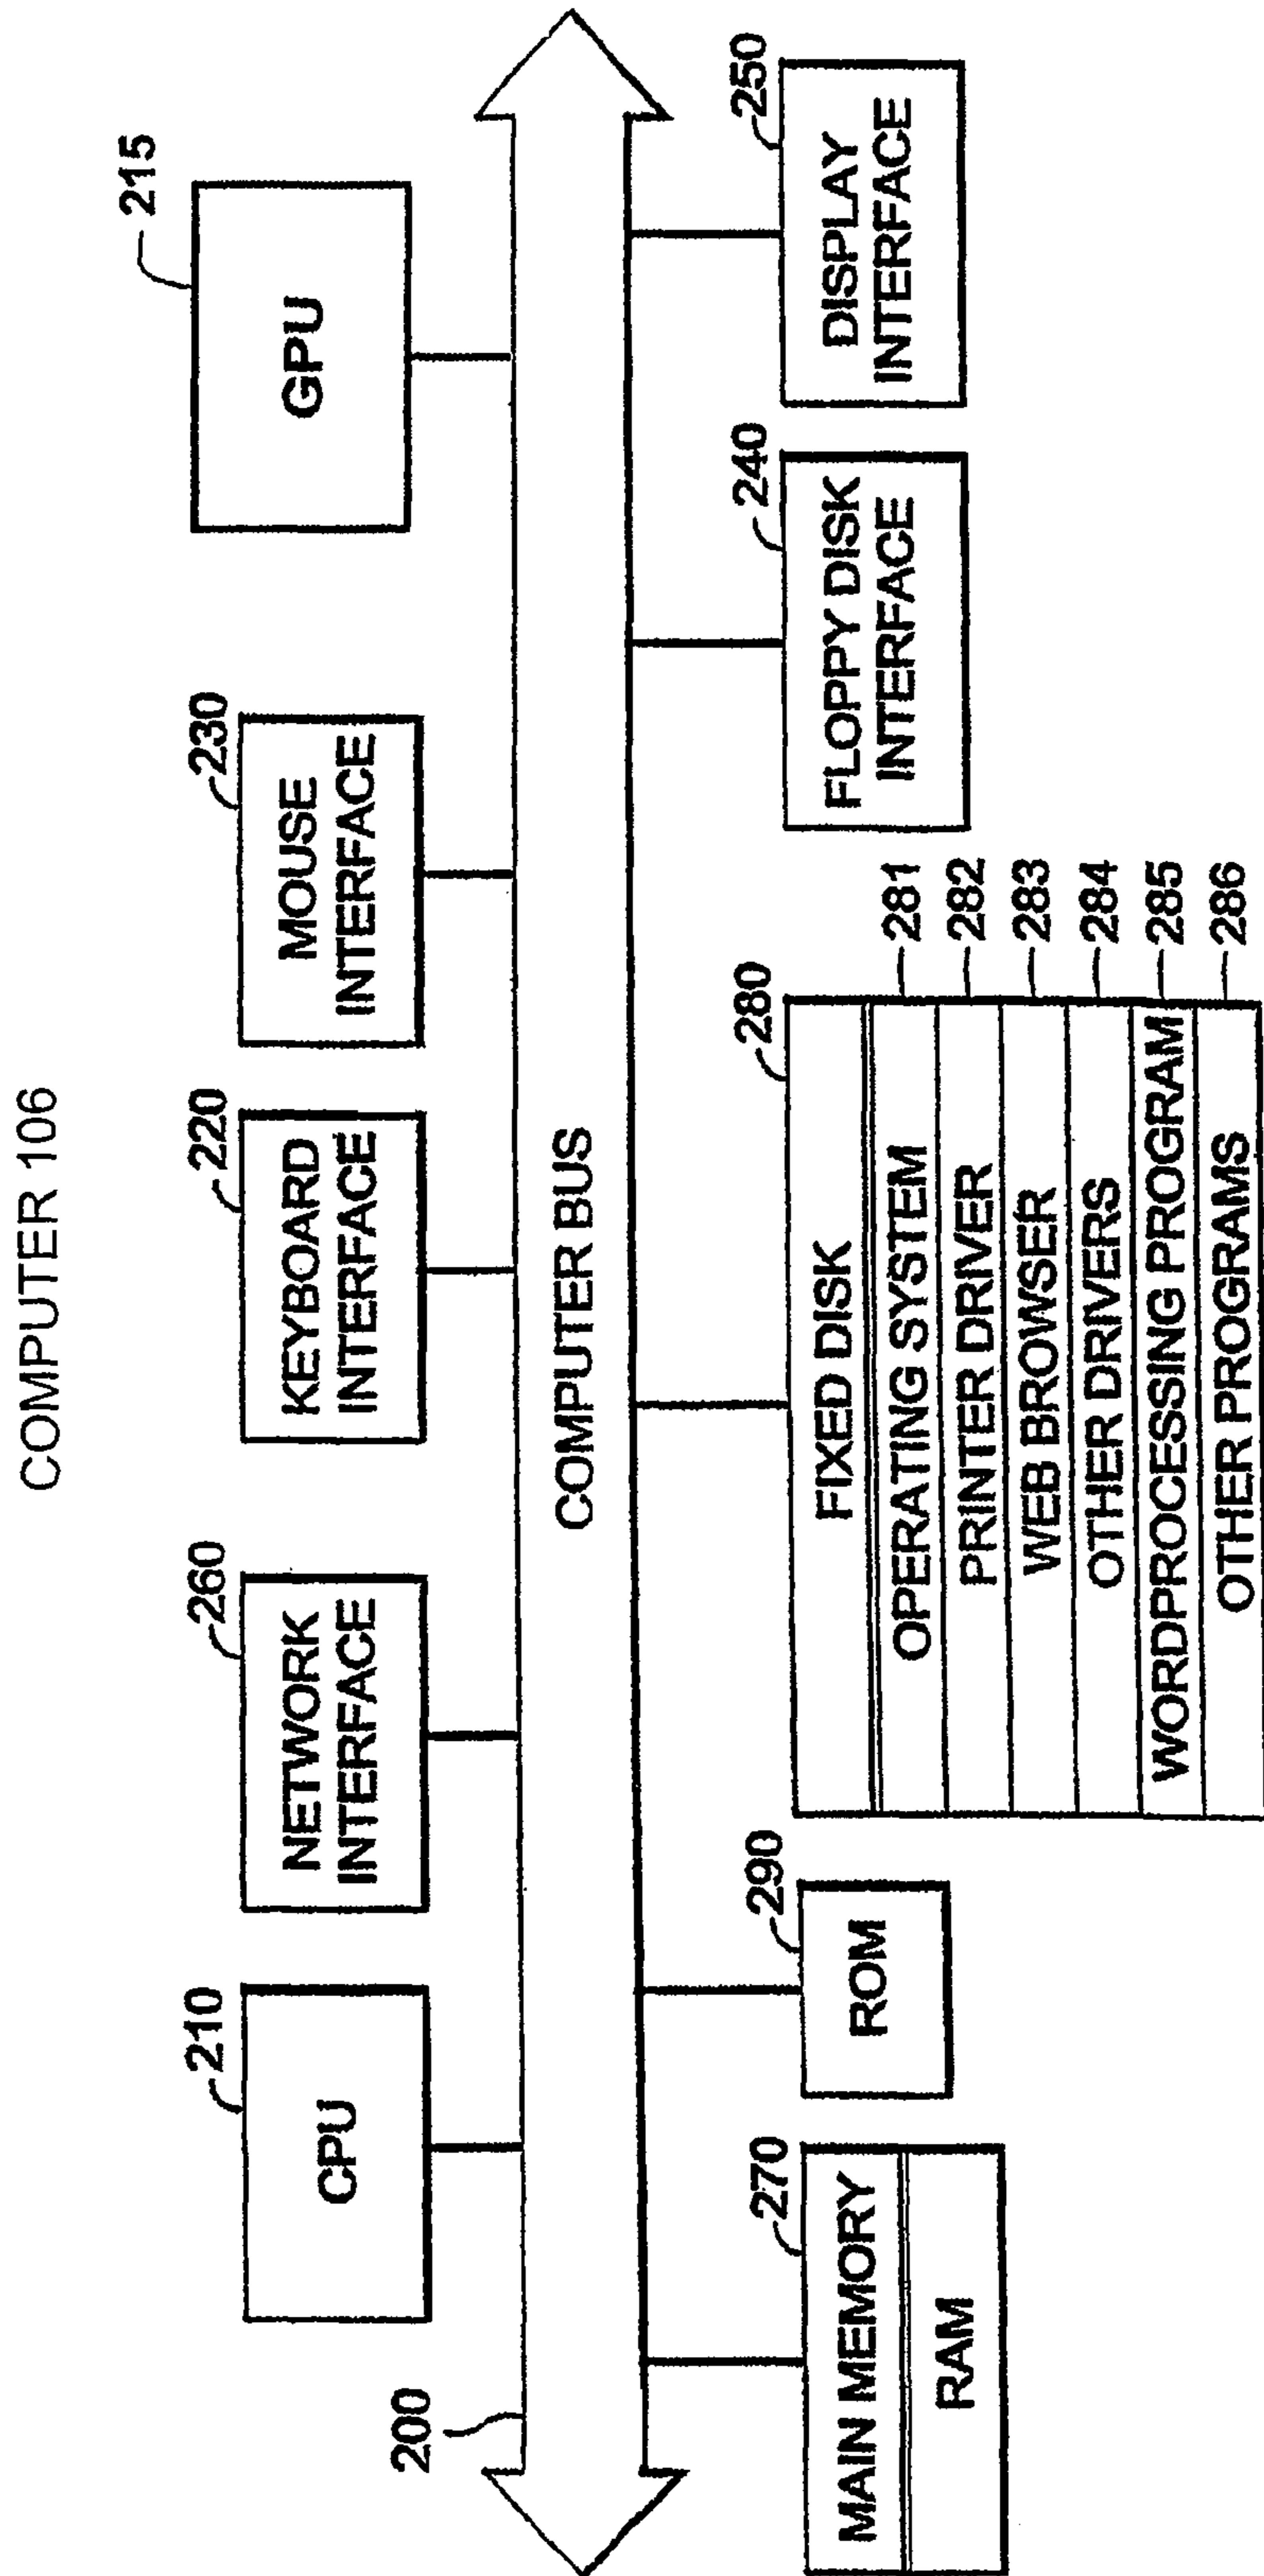 COMPUTER 106
210
CPU
260
NETWORK
INTERFACE
220
KEYBOARD
INTERFACE
230
MOUSE
INTERFACE
215
GPU
200
COMPUTER BUS
270
MAIN MEMORY
RAM
290
ROM
280
FIXED DISK
OPERATING SYSTEM 281
PRINTER DRIVER 282
WEB BROWSER 283
OTHER DRIVERS 284
WORDPROCESSING PROGRAM 285
OTHER PROGRAMS 286
240
FLOPPY DISK
INTERFACE
250
DISPLAY
INTERFACE